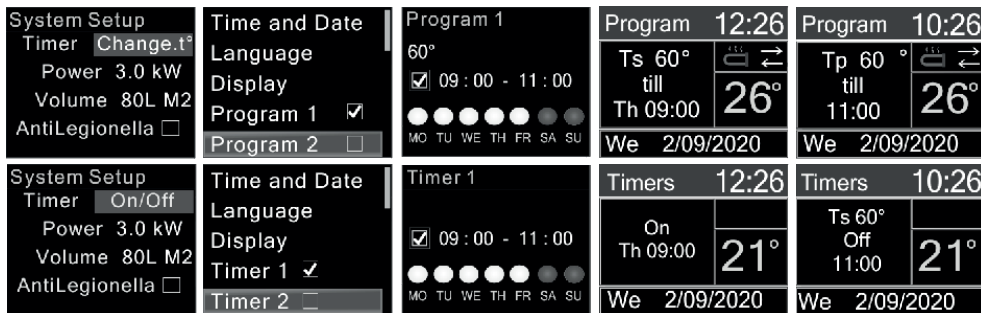 System Setup
Timer Change.t°
Power 3.0 kW
Volume 80L M2
AntiLegionella
Time and Date
Language
Display
Program 1
Program 2
Program 1
60°
09:00 - 11:00
MO TU WE TH FR SA SU
Program 12:26
Ts 60°
till
Th 09:00
26°
We 2/09/2020
Program 10:26
Tp 60 °
till
11:00
26°
We 2/09/2020
System Setup
Timer On/Off
Power 3.0 kW
Volume 80L M2
AntiLegionella
Time and Date
Language
Display
Timer 1
Timer 2
Timer 1
09:00 - 11:00
MO TU WE TH FR SA SU
Timers 12:26
On
Th 09:00
21°
We 2/09/2020
Timers 10:26
Ts 60°
Off
11:00
21°
We 2/09/2020